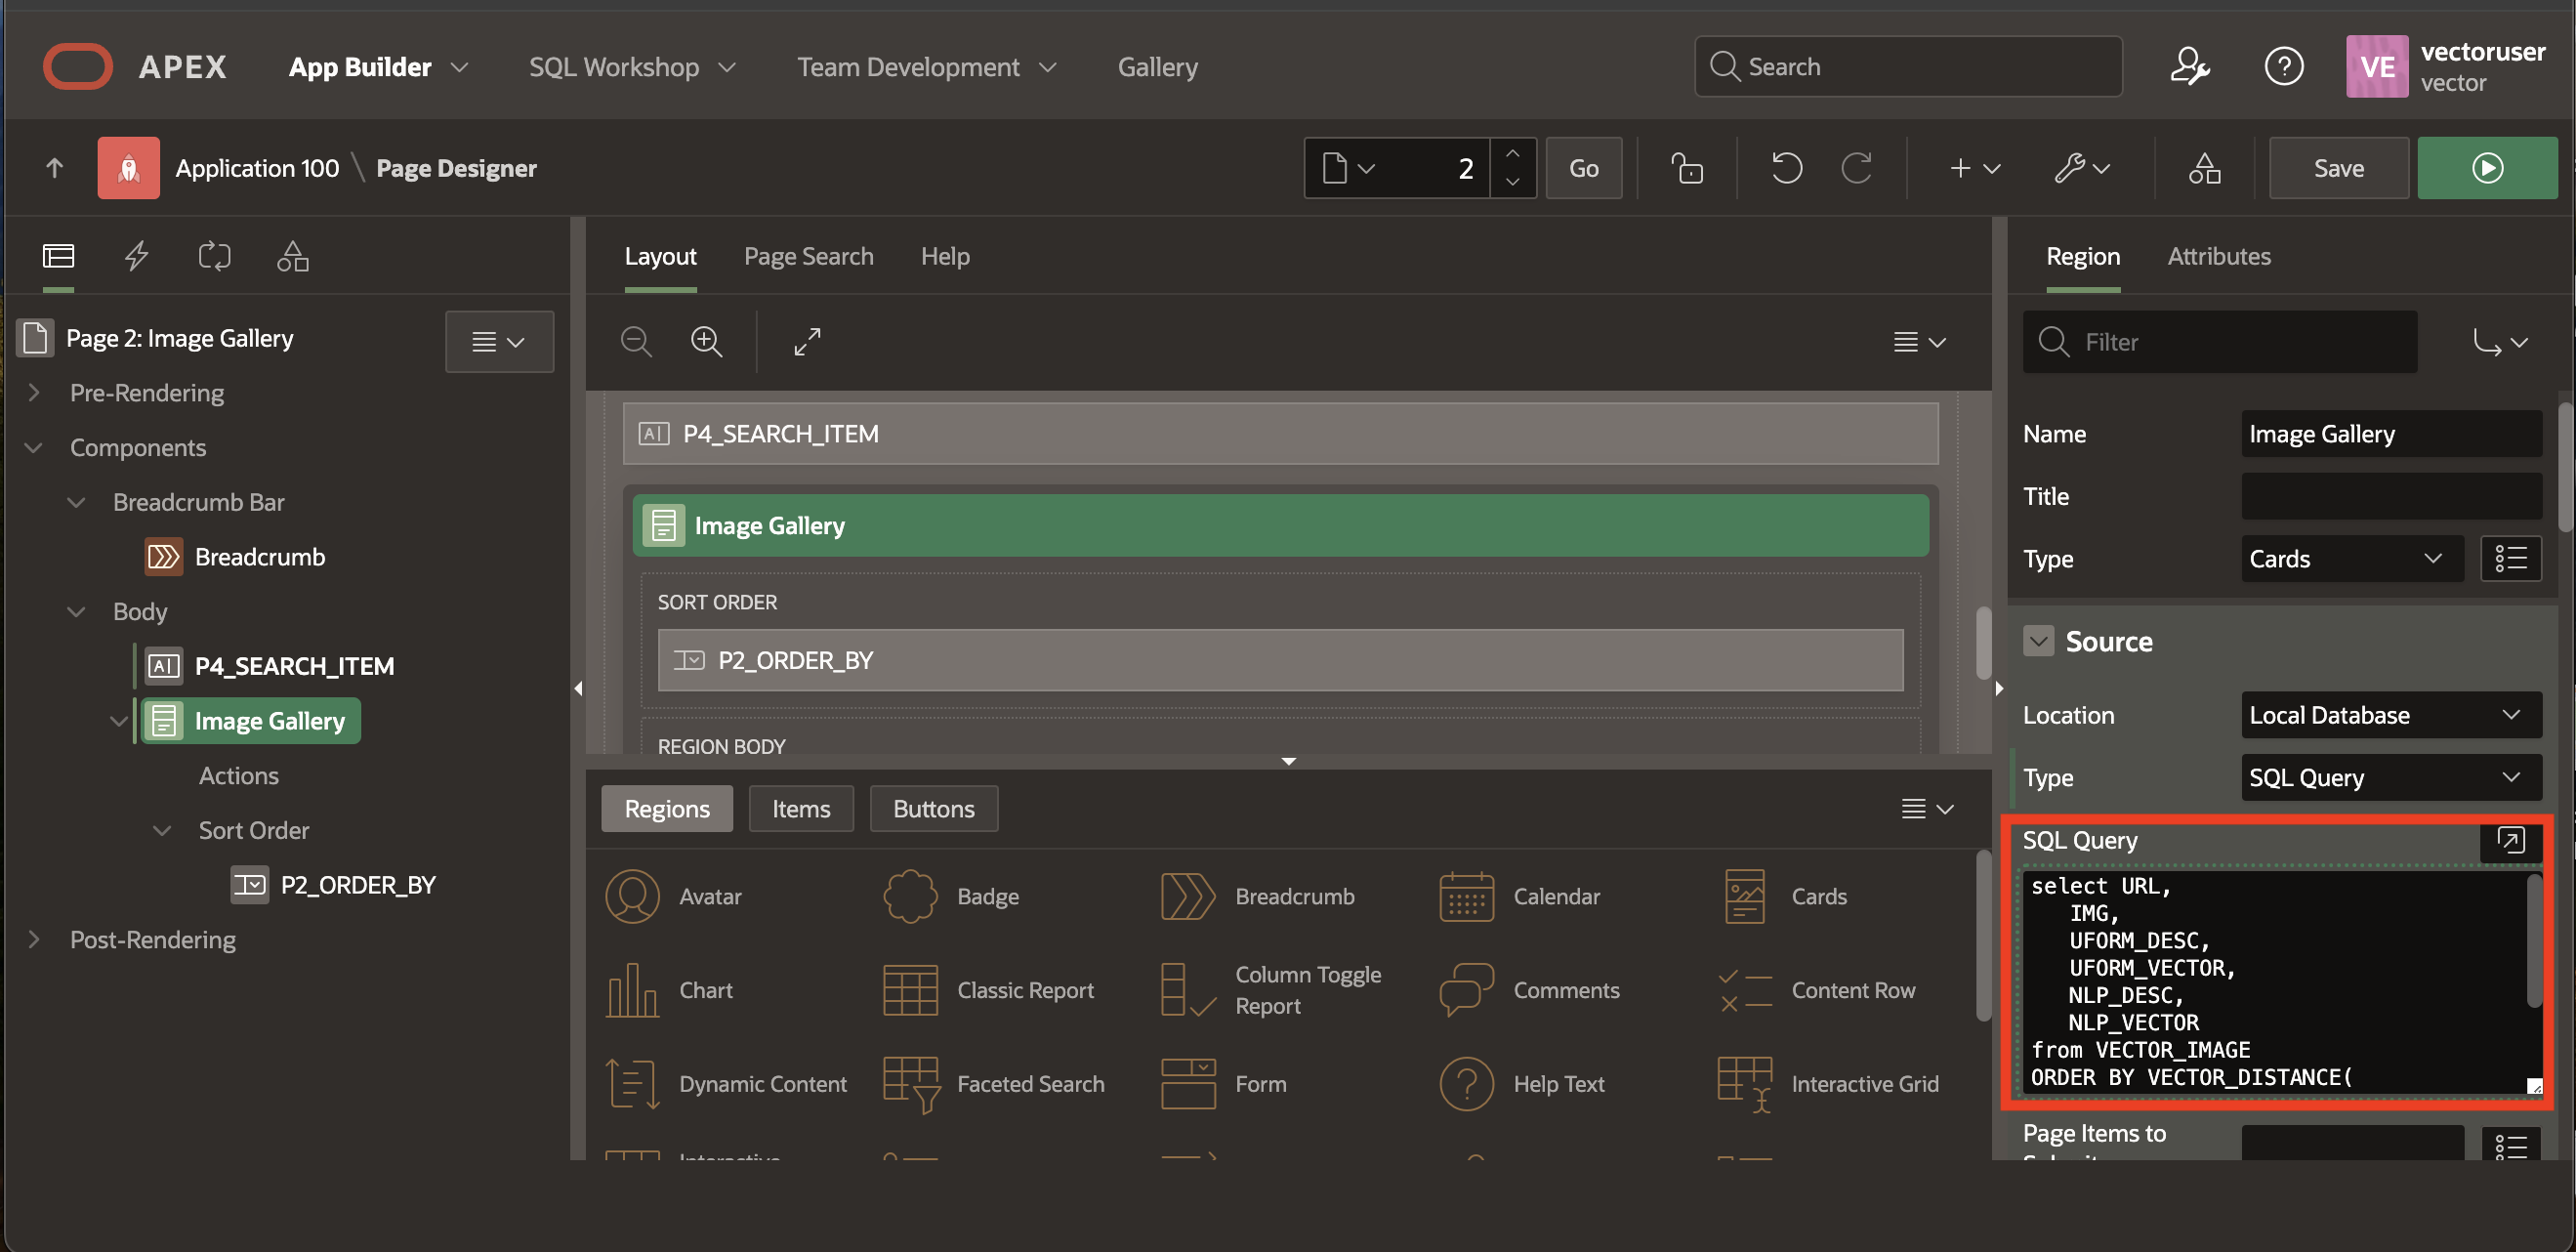 APEX App Builder SQL Workshop Team Development Gallery Search ? VE vectoruser
vector
Application 100 \ Page Designer 2 Go Save
Layout Page Search Help
Region Attributes
Page 2: Image Gallery
Pre-Rendering
Components
Breadcrumb Bar
Breadcrumb
Body
AI P4_SEARCH_ITEM
Image Gallery
Actions
Sort Order
P2_ORDER_BY
Post-Rendering
AI P4_SEARCH_ITEM
Image Gallery
SORT ORDER
P2_ORDER_BY
REGION BODY
Regions Items Buttons
Avatar Badge Breadcrumb Calendar Cards
Chart Classic Report Column Toggle
Report Comments Content Row
Dynamic Content Faceted Search Form ? Help Text Interactive Grid
Interactive
Filter
Name Image Gallery
Title
Type Cards
Source
Location Local Database
Type SQL Query
SQL Query
select URL,
IMG,
UFORM_DESC,
UFORM_VECTOR,
NLP_DESC,
NLP_VECTOR
from VECTOR_IMAGE
ORDER BY VECTOR_DISTANCE(
Page Items to